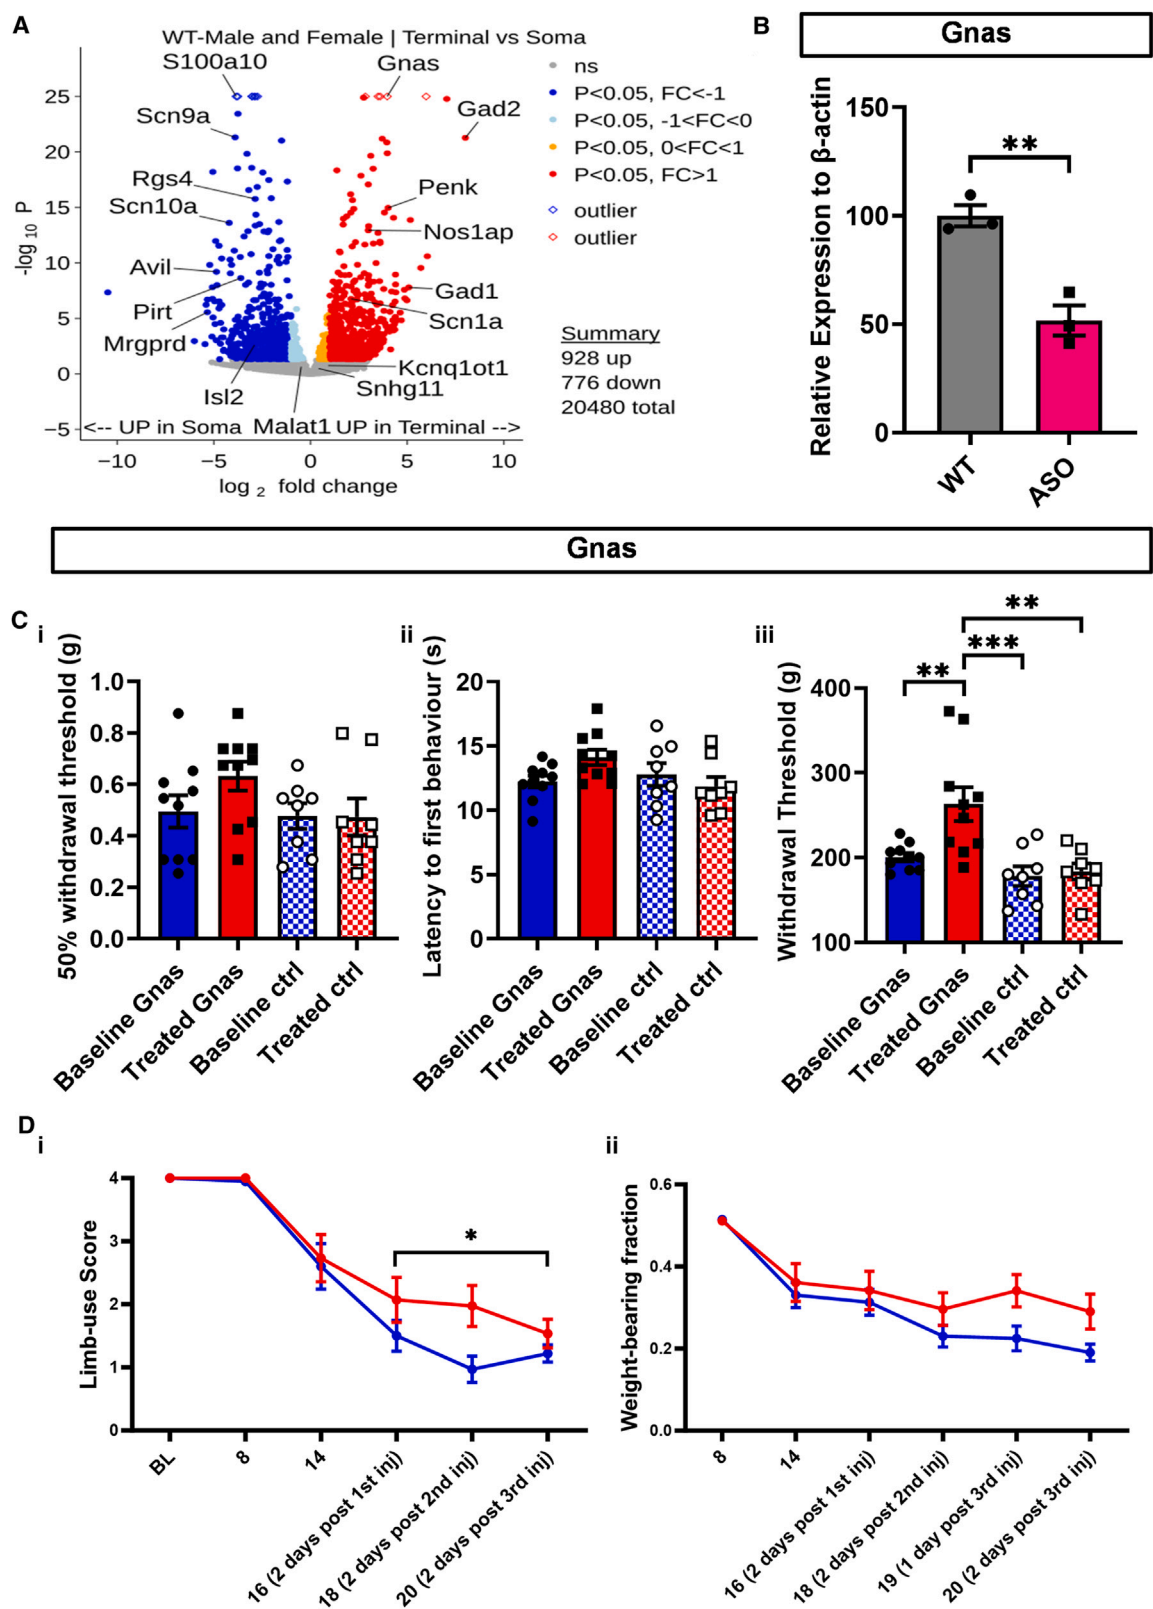 A
WT-Male and Female | Terminal vs Soma
S100a10
Gnas
Scn9a
Gad2
Rgs4
Scn10a
Penk
Nos1ap
Avil
Pirt
Mrgprd
Gad1
Scn1a
Kcnq1ot1
Snhg11
Isl2
Malat1
<-- UP in Soma
UP in Terminal -->
-log 10 P
25
20
15
10
5
0
−5
−10
−5
0
5
10
log 2 fold change
ns
P<0.05, FC<-1
P<0.05, -1<FC<0
P<0.05, 0<FC<1
P<0.05, FC>1
outlier
outlier
Summary
928 up
776 down
20480 total
B
Gnas
Relative Expression to β-actin
150
100
50
0
**
WT
ASO
Gnas
C
i
50% withdrawal threshold (g)
1.0
0.8
0.6
0.4
0.2
0.0
Baseline Gnas
Treated Gnas
Baseline ctrl
Treated ctrl
ii
Latency to first behaviour (s)
20
15
10
5
0
Baseline Gnas
Treated Gnas
Baseline ctrl
Treated ctrl
iii
Withdrawal Threshold (g)
400
300
200
100
**
***
**
Baseline Gnas
Treated Gnas
Baseline ctrl
Treated ctrl
D
i
Limb-use Score
4
3
2
1
0
*
BL
8
14
16 (2 days post 1st inj)
18 (2 days post 2nd inj)
20 (2 days post 3rd inj)
ii
Weight-bearing fraction
0.6
0.4
0.2
0.0
8
14
16 (2 days post 1st inj)
18 (2 days post 2nd inj)
19 (1 day post 3rd inj)
20 (2 days post 3rd inj)